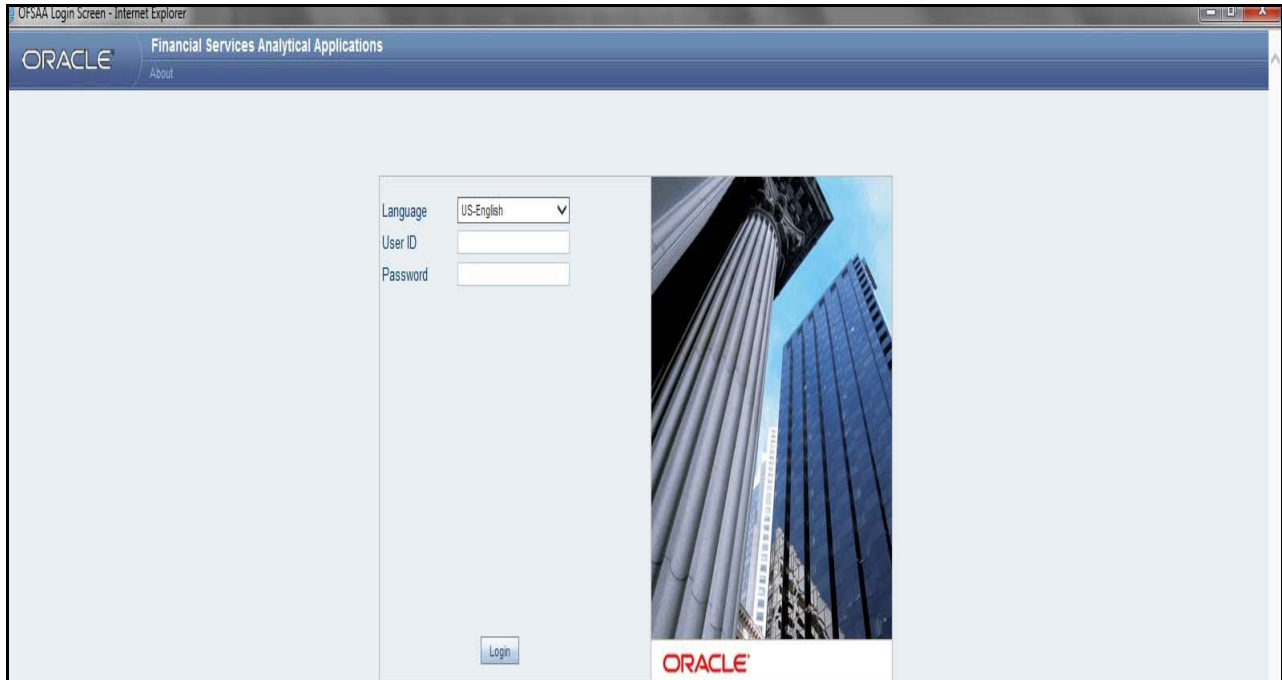 OFSAA Login Screen - Internet Explorer
ORACLE
Financial Services Analytical Applications
About
Language US-English
User ID
Password
Login
ORACLE